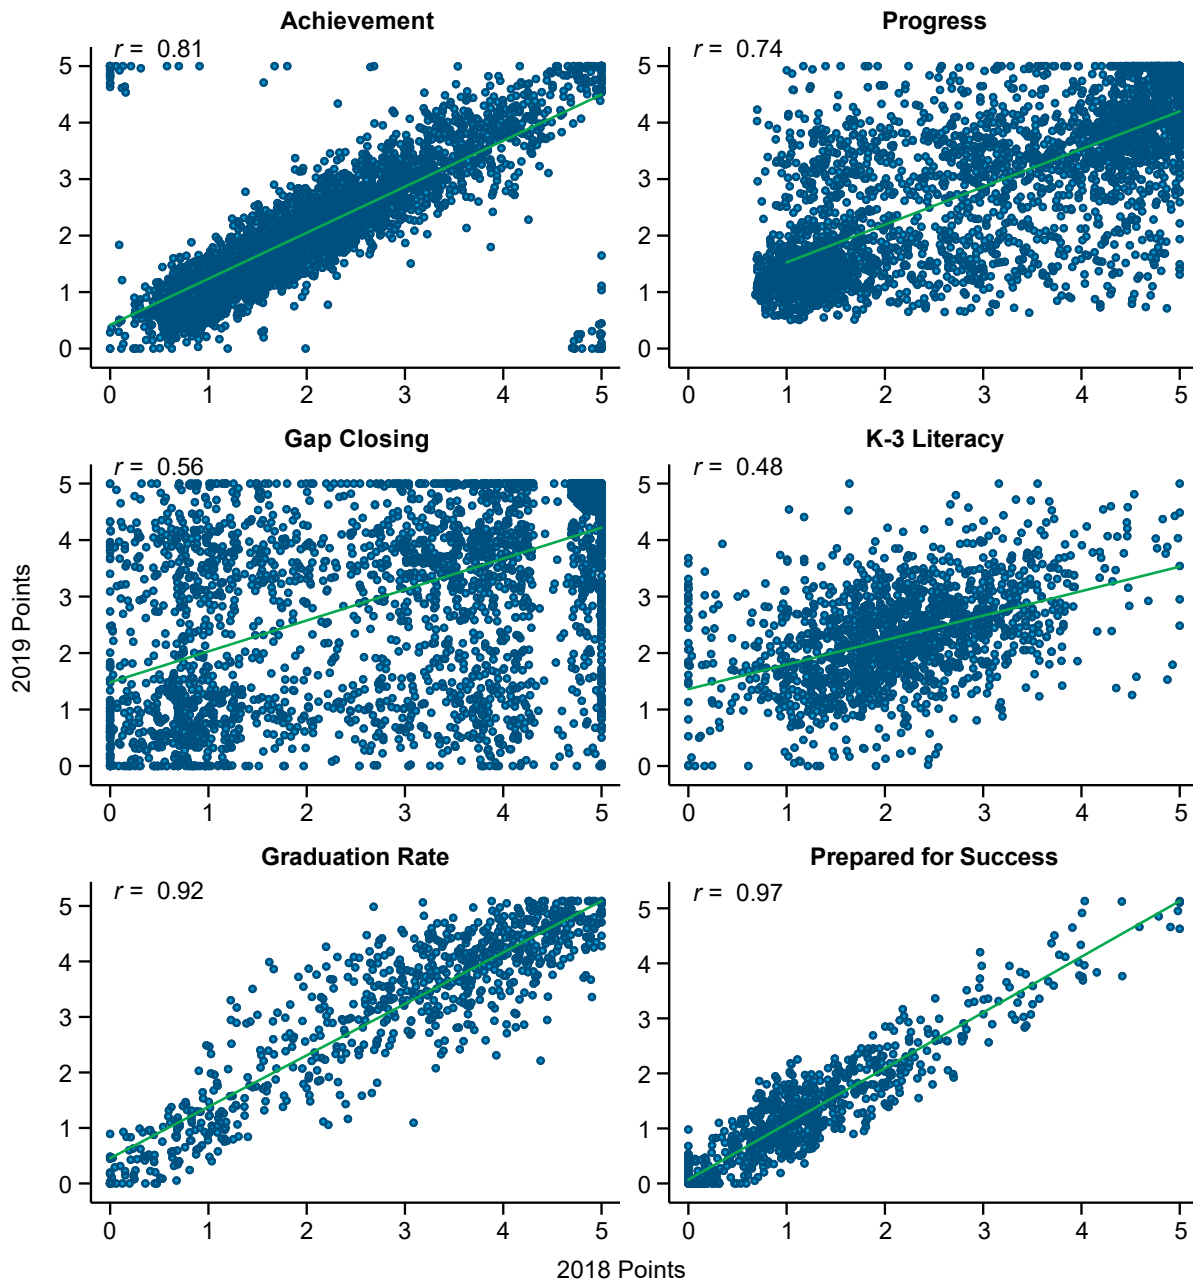 Achievement
Progress
r = 0.81
r = 0.74
5
4
3
2
1
0
0 1 2 3 4 5
5
4
3
2
1
0
0 1 2 3 4 5
Gap Closing
K-3 Literacy
r = 0.56
r = 0.48
5
4
3
2
1
0
0 1 2 3 4 5
5
4
3
2
1
0
0 1 2 3 4 5
2019 Points
Graduation Rate
Prepared for Success
r = 0.92
r = 0.97
5
4
3
2
1
0
0 1 2 3 4 5
5
4
3
2
1
0
0 1 2 3 4 5
2018 Points